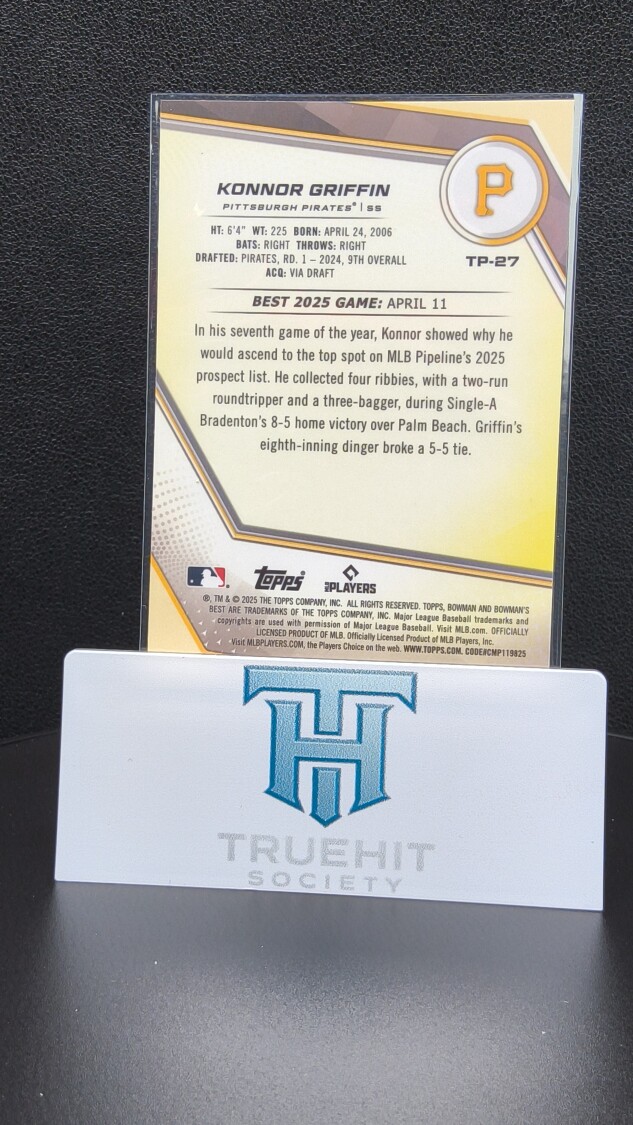 KONNOR GRIFFIN
PITTSBURGH PIRATES® | SS
P
TP-27
HT: 6'4" WT: 225 BORN: APRIL 24, 2006
BATS: RIGHT THROWS: RIGHT
DRAFTED: PIRATES, RD. 1 – 2024, 9TH OVERALL
ACQ: VIA DRAFT
BEST 2025 GAME: APRIL 11
In his seventh game of the year, Konnor showed why he
would ascend to the top spot on MLB Pipeline's 2025
prospect list. He collected four ribbies, with a two-run
roundtripper and a three-bagger, during Single-A
Bradenton's 8-5 home victory over Palm Beach. Griffin's
eighth-inning dinger broke a 5-5 tie.
Topps
PLAYERS
®, TM & © 2025 THE TOPPS COMPANY, INC. ALL RIGHTS RESERVED. TOPPS, BOWMAN AND BOWMAN'S
BEST ARE TRADEMARKS OF THE TOPPS COMPANY, INC. Major League Baseball trademarks and
copyrights are used with permission of Major League Baseball. Visit MLB.com. OFFICIALLY
LICENSED PRODUCT OF MLB. Officially Licensed Product of MLB Players, Inc.
Visit MLBPLAYERS.COM, the Players Choice on the web. WWW.TOPPS.COM. CODE#CMP119825
TH
TRUEHIT
SOCIETY